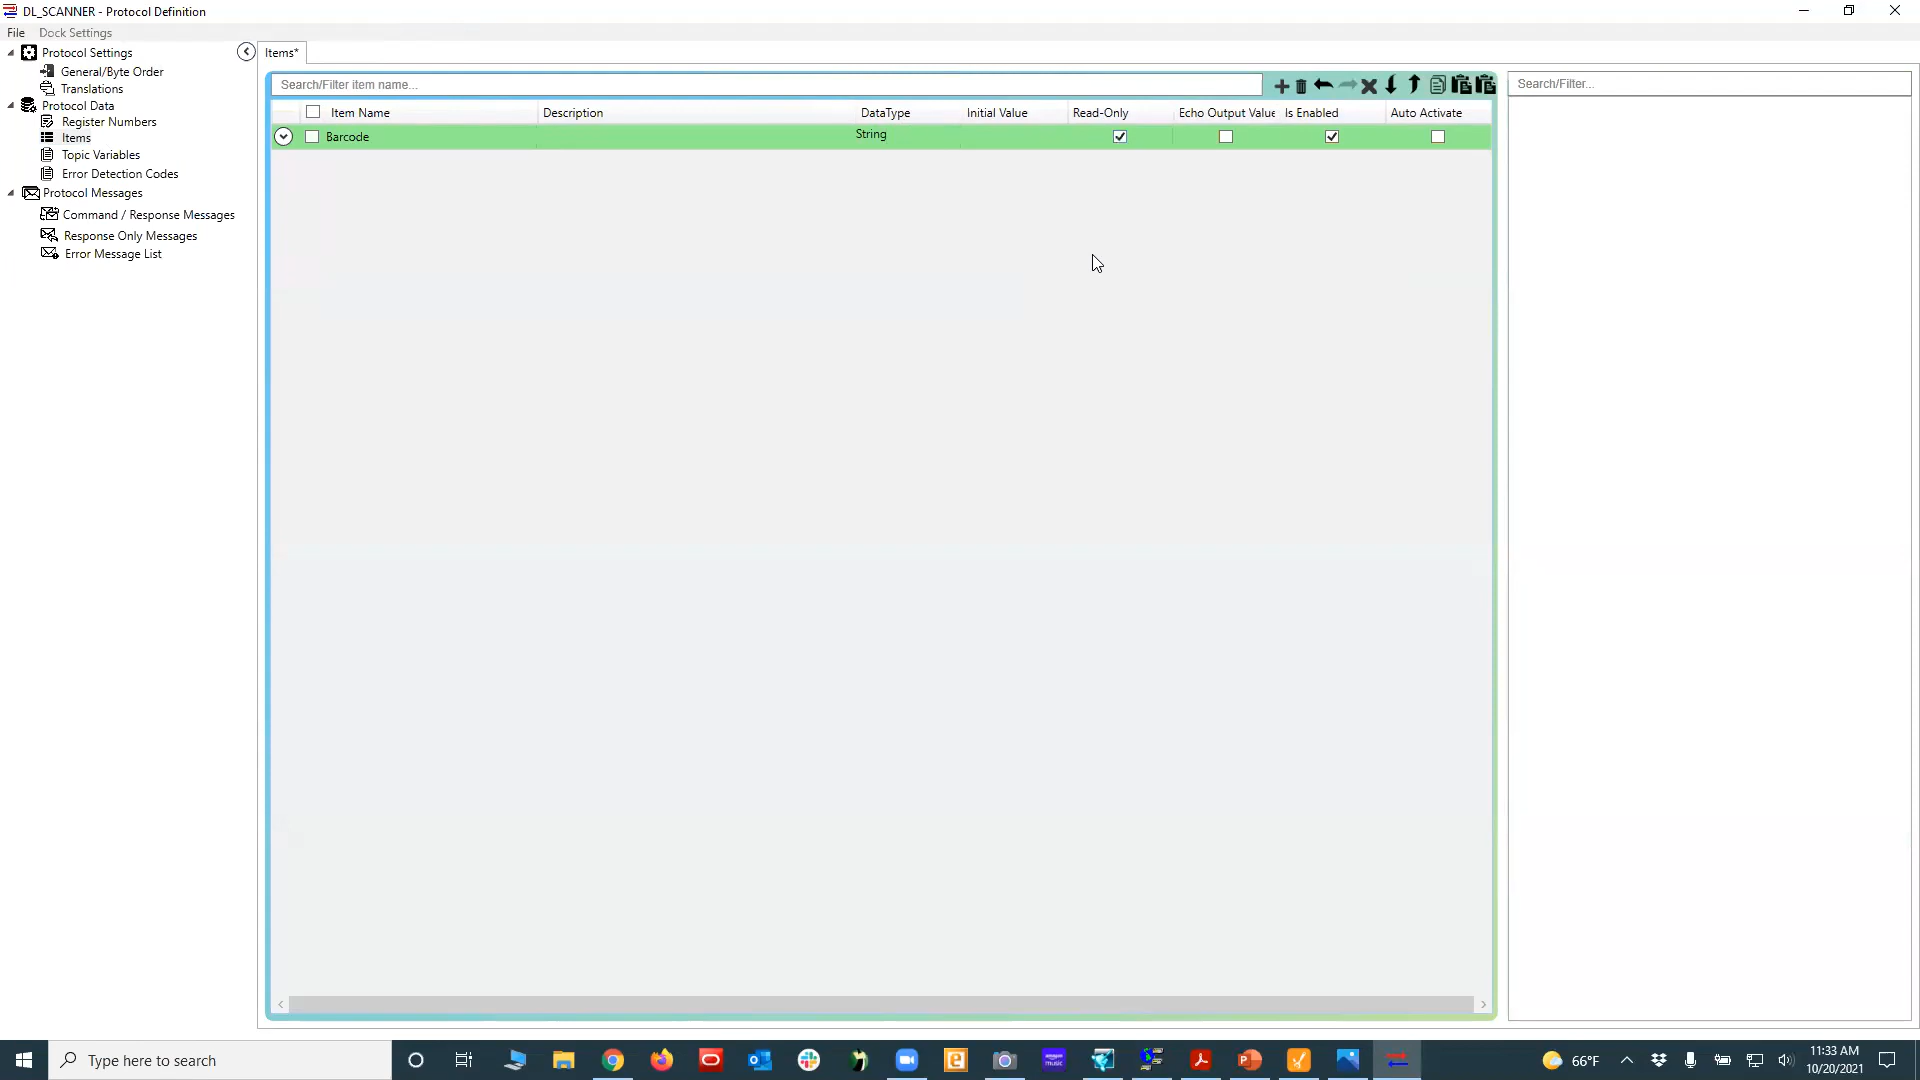 DL_SCANNER - Protocol Definition
File Dock Settings
Protocol Settings
General/Byte Order
Translations
Protocol Data
Register Numbers
Items
Topic Variables
Error Detection Codes
Protocol Messages
Command / Response Messages
Response Only Messages
Error Message List
Items*
Search/Filter item name...
Item Name Description DataType Initial Value Read-Only Echo Output Value Is Enabled Auto Activate
Barcode String
Search/Filter...
Type here to search
amazon music
66°F
11:33 AM
10/20/2021